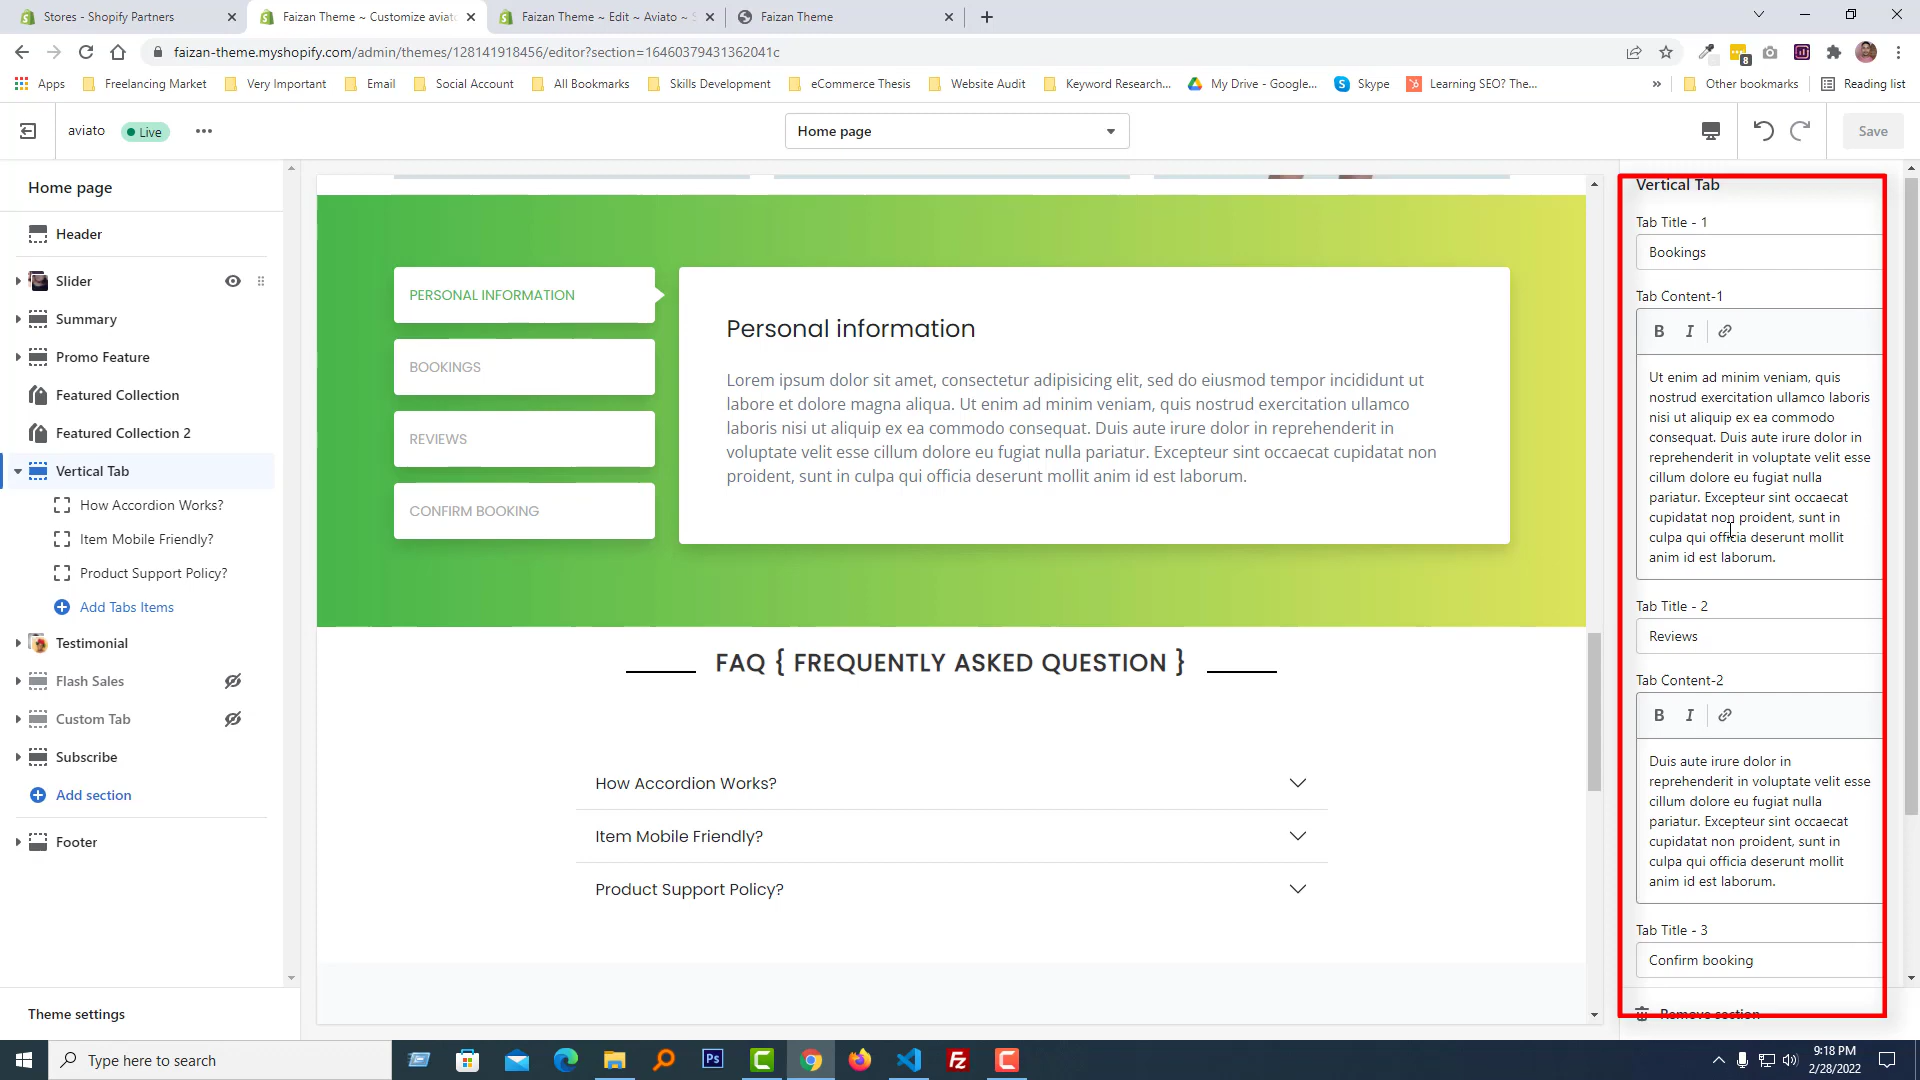 Stores - Shopify Partners
Faizan Theme ~ Customize aviato
Faizan Theme ~ Edit ~ Aviato ~ S
Faizan Theme
faizan-theme.myshopify.com/admin/themes/128141918456/editor?section=16460379431362041c
8
Apps
Freelancing Market
Very Important
Email
Social Account
All Bookmarks
Skills Development
eCommerce Thesis
Website Audit
Keyword Research...
My Drive - Google...
Skype
Learning SEO? The...
»
Other bookmarks
Reading list
aviato
Live
Home page
Save
Home page
Header
Slider
Summary
Promo Feature
Featured Collection
Featured Collection 2
Vertical Tab
How Accordion Works?
Item Mobile Friendly?
Product Support Policy?
Add Tabs Items
Testimonial
Flash Sales
Custom Tab
Subscribe
Add section
Footer
Theme settings
PERSONAL INFORMATION
BOOKINGS
REVIEWS
CONFIRM BOOKING
Personal information
Lorem ipsum dolor sit amet, consectetur adipisicing elit, sed do eiusmod tempor incididunt ut
labore et dolore magna aliqua. Ut enim ad minim veniam, quis nostrud exercitation ullamco
laboris nisi ut aliquip ex ea commodo consequat. Duis aute irure dolor in reprehenderit in
voluptate velit esse cillum dolore eu fugiat nulla pariatur. Excepteur sint occaecat cupidatat non
proident, sunt in culpa qui officia deserunt mollit anim id est laborum.
FAQ { FREQUENTLY ASKED QUESTION }
How Accordion Works?
Item Mobile Friendly?
Product Support Policy?
Vertical Tab
Tab Title - 1
Bookings
Tab Content-1
B I
Ut enim ad minim veniam, quis
nostrud exercitation ullamco laboris
nisi ut aliquip ex ea commodo
consequat. Duis aute irure dolor in
reprehenderit in voluptate velit esse
cillum dolore eu fugiat nulla
pariatur. Excepteur sint occaecat
cupidatat non proident, sunt in
culpa qui officia deserunt mollit
anim id est laborum.
Tab Title - 2
Reviews
Tab Content-2
B I
Duis aute irure dolor in
reprehenderit in voluptate velit esse
cillum dolore eu fugiat nulla
pariatur. Excepteur sint occaecat
cupidatat non proident, sunt in
culpa qui officia deserunt mollit
anim id est laborum.
Tab Title - 3
Confirm booking
Remove section
Type here to search
Ps
9:18 PM
2/28/2022